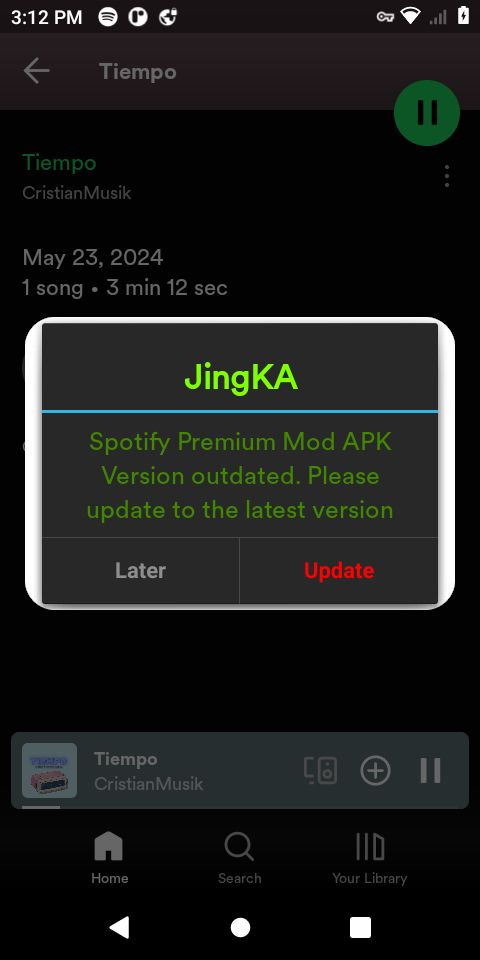 3:12 PM
Tiempo
Tiempo
CristianMusik
May 23, 2024
1 song • 3 min 12 sec
JingKA
Spotify Premium Mod APK
Version outdated. Please
update to the latest version
Later
Update
Tiempo
CristianMusik
Home
Search
Your Library